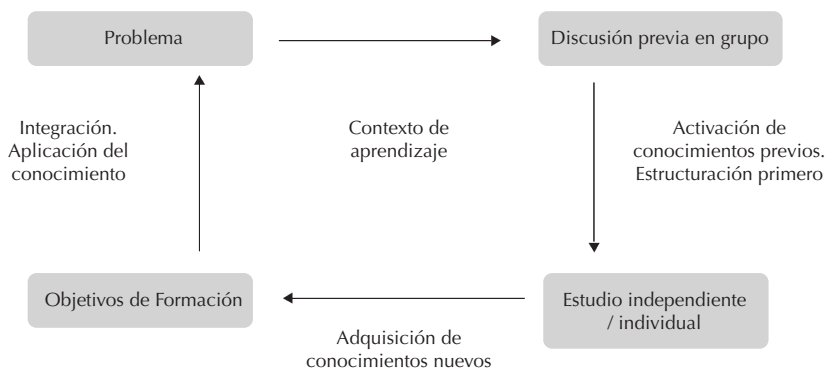 Problema
Discusión previa en grupo
Integración.
Aplicación del
conocimiento
Contexto de
aprendizaje
Activación de
conocimientos previos.
Estructuración primero
Objetivos de Formación
Estudio independiente
/ individual
Adquisición de
conocimientos nuevos